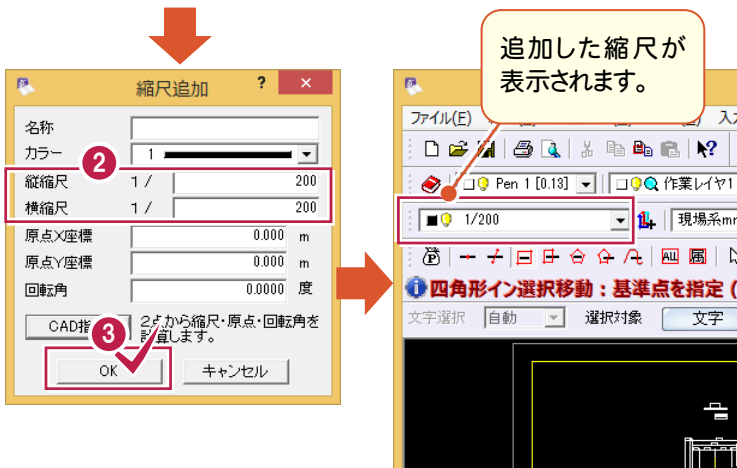 追加した縮尺が
表示されます。
縮尺追加 ? ×
名称
カラー 1
2
縦縮尺 1 / 200
横縮尺 1 / 200
原点X座標 0.000 m
原点Y座標 0.000 m
回転角 0.0000 度
CAD指
2点から縮尺・原点・回転角を
計算します。
3
OK キャンセル
ファイル(E)
Pen 1 [0.13] 作業レイヤ1
1/200 現場系mm
ALL 図
四角形イン選択移動:基準点を指定 (
文字選択 自動 選択対象 文字